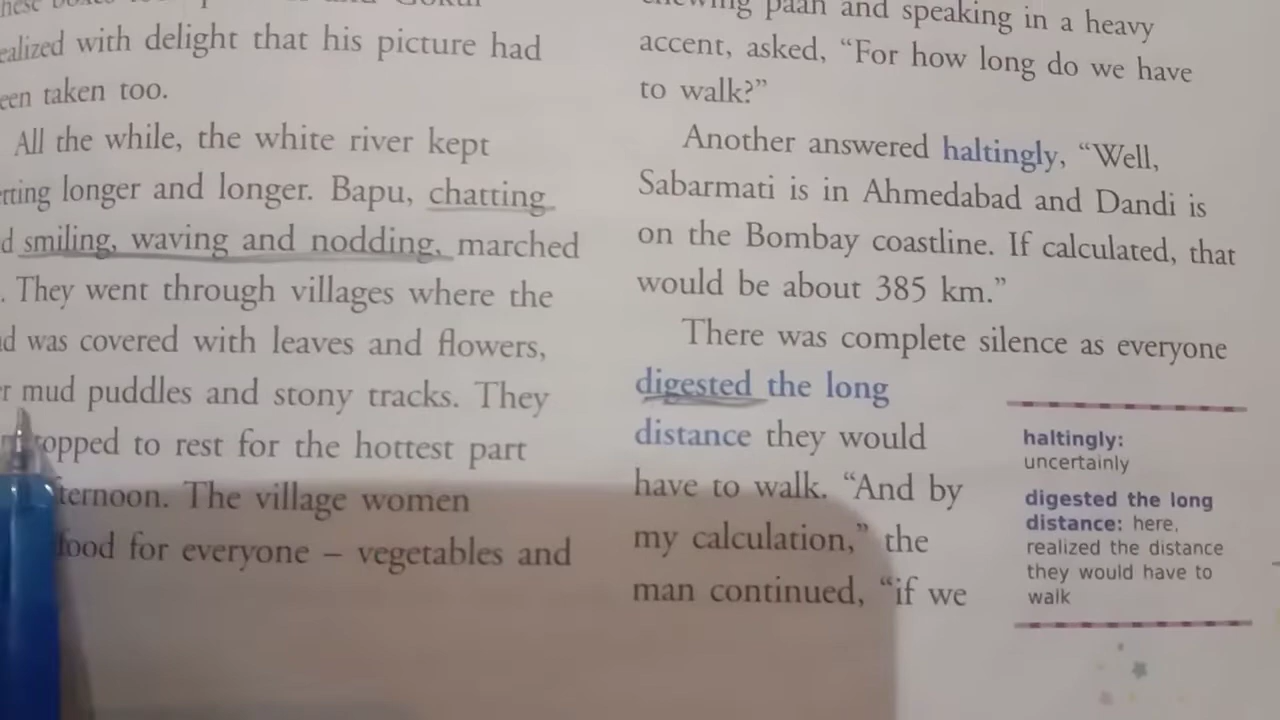 with delight that his picture had
taken too.
All the while, the white river kept
longer and longer. Bapu, chatting
smiling, waving and nodding, marched
They went through villages where the
was covered with leaves and flowers,
mud puddles and stony tracks. They
to rest for the hottest part
The village women
food for everyone – vegetables and
paan and speaking in a heavy
accent, asked, “For how long do we have
to walk?”
Another answered haltingly, “Well,
Sabarmati is in Ahmedabad and Dandi is
on the Bombay coastline. If calculated, that
would be about 385 km.”
There was complete silence as everyone
digested the long
distance they would
have to walk. “And by
my calculation,” the
man continued, “if we
haltingly:
uncertainly
digested the long
distance: here,
realized the distance
they would have to
walk